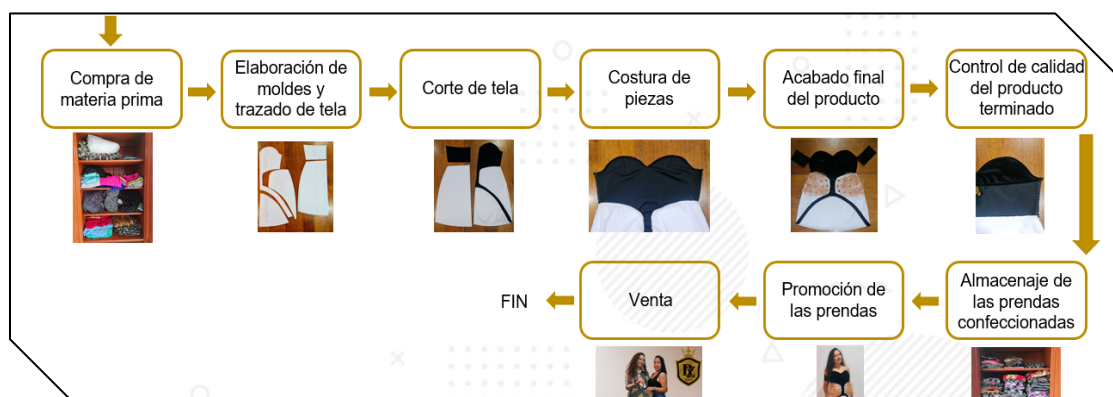 Compra de
materia prima
Elaboración de
moldes y
trazado de tela
Corte de tela
Costura de
piezas
Acabado final
del producto
Control de calidad
del producto
terminado
FIN
Venta
Promoción de
las prendas
Almacenaje de
las prendas
confeccionadas